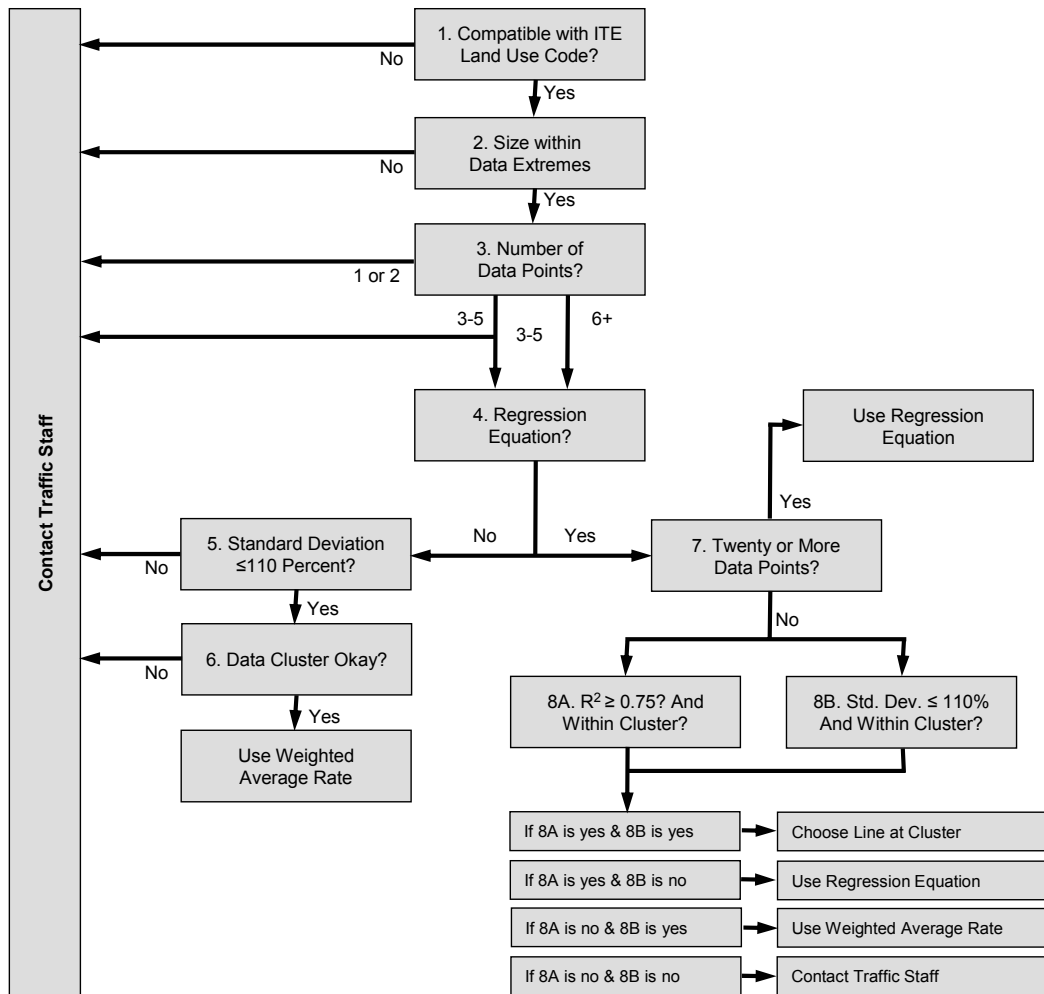 1. Compatible with ITE
Land Use Code?
No
Yes
2. Size within
Data Extremes
No
Yes
3. Number of
Data Points?
1 or 2
3-5
3-5
6+
4. Regression
Equation?
Use Regression
Equation
Yes
No
Yes
5. Standard Deviation
≤110 Percent?
7. Twenty or More
Data Points?
No
Yes
No
6. Data Cluster Okay?
No
Yes
8A. R² ≥ 0.75? And
Within Cluster?
8B. Std. Dev. ≤ 110%
And Within Cluster?
Use Weighted
Average Rate
If 8A is yes & 8B is yes
Choose Line at Cluster
If 8A is yes & 8B is no
Use Regression Equation
If 8A is no & 8B is yes
Use Weighted Average Rate
If 8A is no & 8B is no
Contact Traffic Staff
Contact Traffic Staff